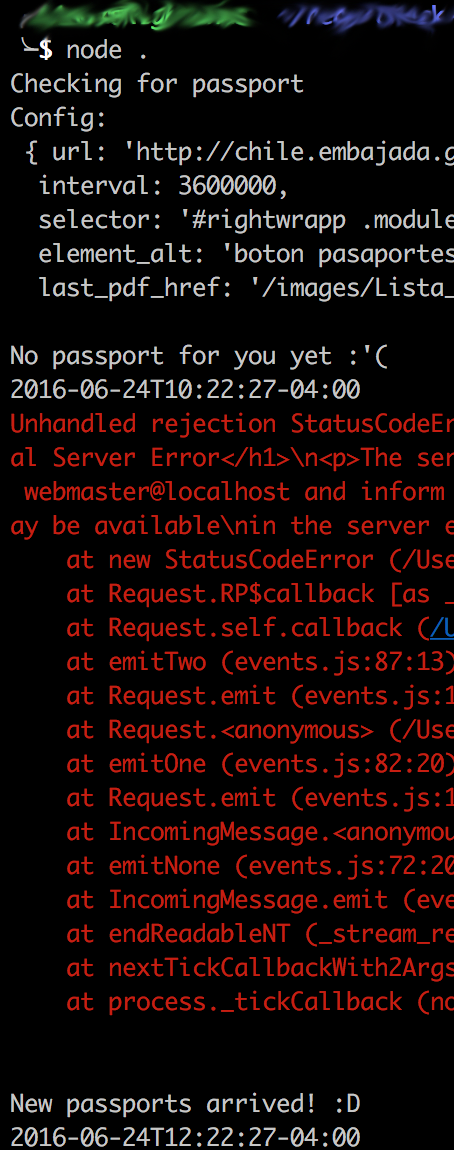 $ node .
Checking for passport
Config:
{ url: 'http://chile.embajada.g
interval: 3600000,
selector: '#rightwrapp .module
element_alt: 'boton pasaportes
last_pdf_href: '/images/Lista_
No passport for you yet :'(
2016-06-24T10:22:27-04:00
Unhandled rejection StatusCodeEr
al Server Error</h1>\n<p>The ser
webmaster@localhost and inform
ay be available\nin the server e
at new StatusCodeError (/Use
at Request.RP$callback [as _
at Request.self.callback (/U
at emitTwo (events.js:87:13)
at Request.emit (events.js:1
at Request.<anonymous> (/Use
at emitOne (events.js:82:20)
at Request.emit (events.js:1
at IncomingMessage.<anonymou
at emitNone (events.js:72:20
at IncomingMessage.emit (eve
at endReadableNT (_stream_re
at nextTickCallbackWith2Args
at process._tickCallback (no
New passports arrived! :D
2016-06-24T12:22:27-04:00